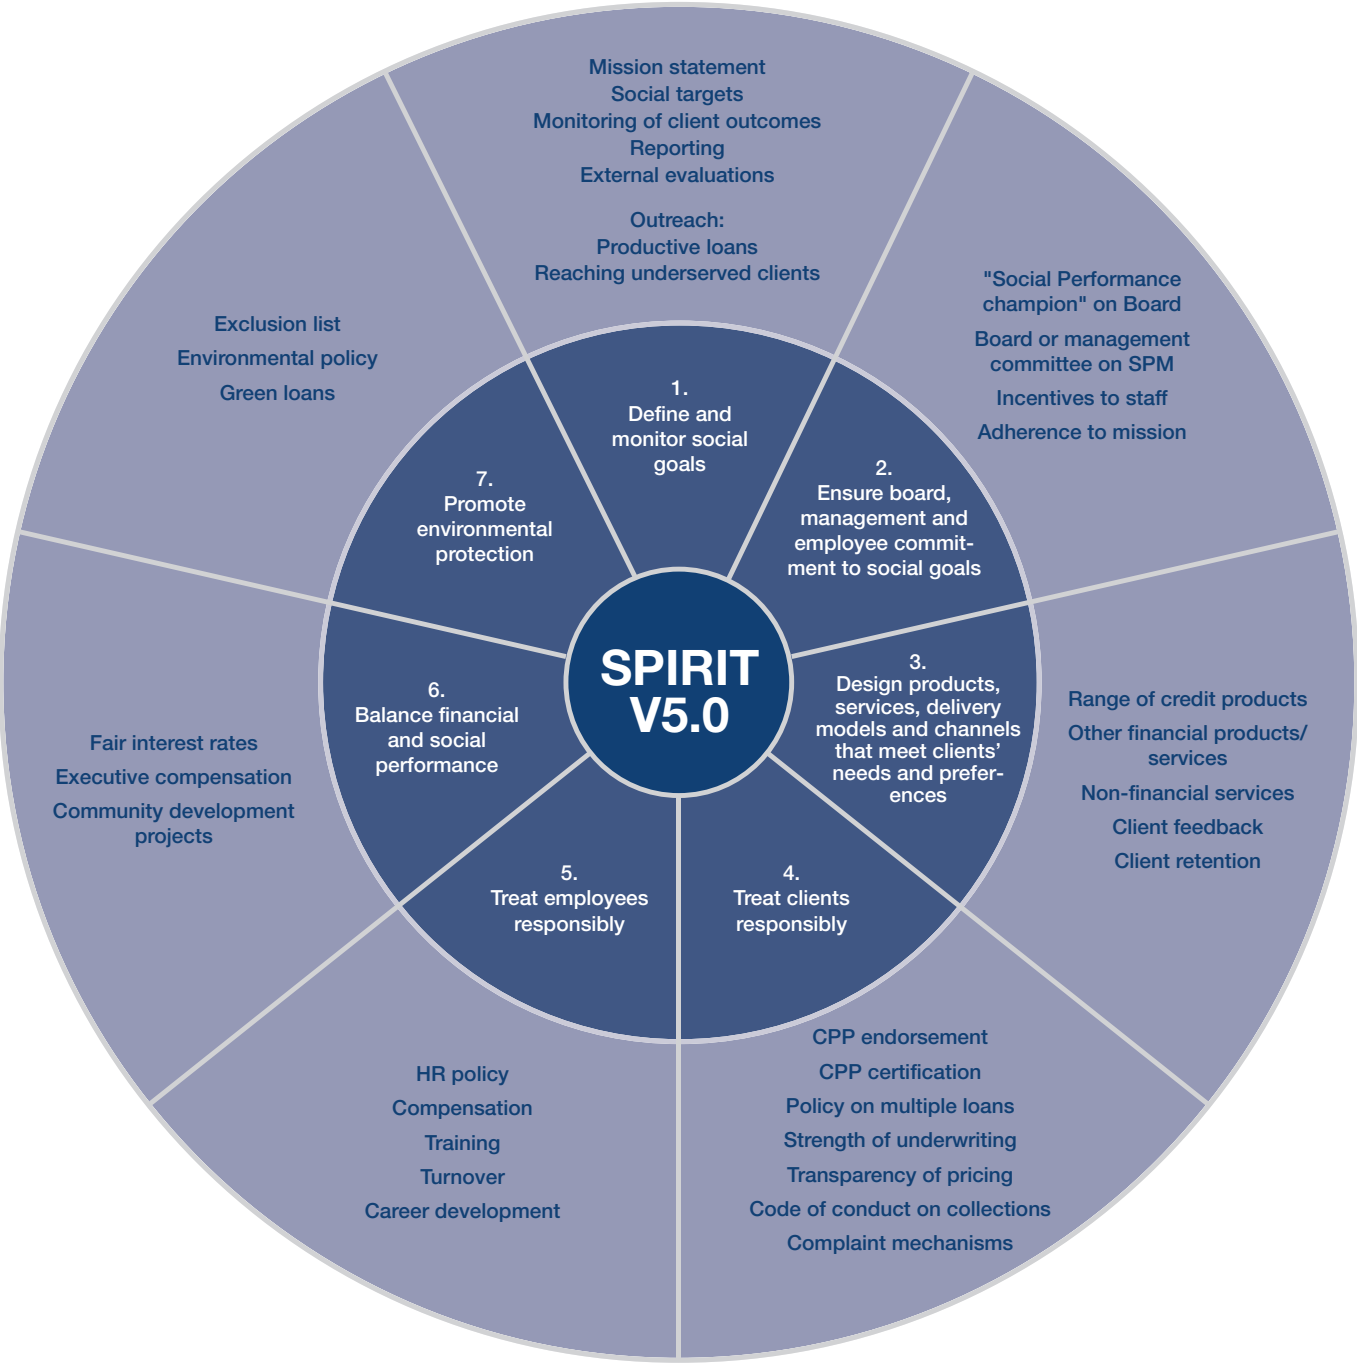 SPIRIT
V5.0
1.
Define and
monitor social
goals
Mission statement
Social targets
Monitoring of client outcomes
Reporting
External evaluations
Outreach:
Productive loans
Reaching underserved clients
2.
Ensure board,
management and
employee commit-
ment to social goals
"Social Performance
champion" on Board
Board or management
committee on SPM
Incentives to staff
Adherence to mission
3.
Design products,
services, delivery
models and channels
that meet clients’
needs and prefer-
ences
Range of credit products
Other financial products/
services
Non-financial services
Client feedback
Client retention
4.
Treat clients
responsibly
CPP endorsement
CPP certification
Policy on multiple loans
Strength of underwriting
Transparency of pricing
Code of conduct on collections
Complaint mechanisms
5.
Treat employees
responsibly
HR policy
Compensation
Training
Turnover
Career development
6.
Balance financial
and social
performance
Fair interest rates
Executive compensation
Community development
projects
7.
Promote
environmental
protection
Exclusion list
Environmental policy
Green loans